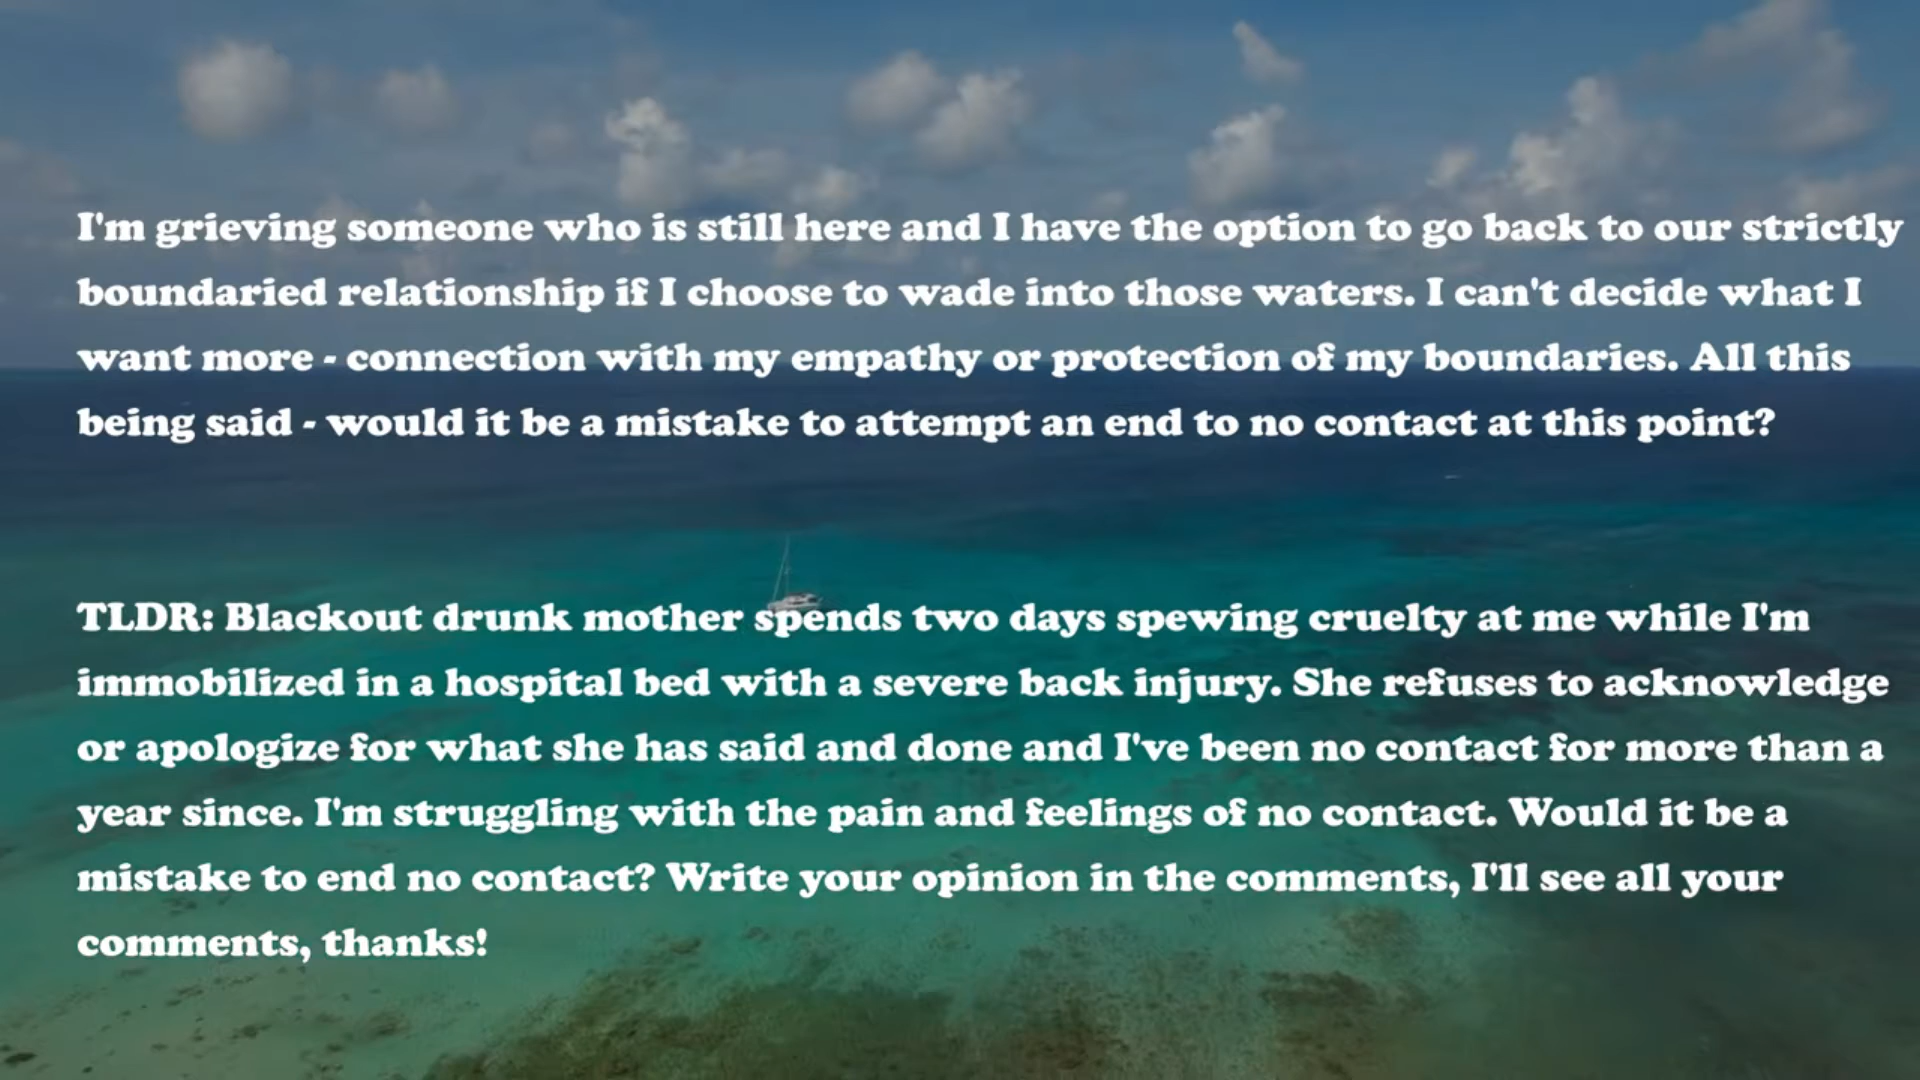 I'm grieving someone who is still here and I have the option to go back to our strictly
boundaried relationship if I choose to wade into those waters. I can't decide what I
want more - connection with my empathy or protection of my boundaries. All this
being said - would it be a mistake to attempt an end to no contact at this point?
TLDR: Blackout drunk mother spends two days spewing cruelty at me while I'm
immobilized in a hospital bed with a severe back injury. She refuses to acknowledge
or apologize for what she has said and done and I've been no contact for more than a
year since. I'm struggling with the pain and feelings of no contact. Would it be a
mistake to end no contact? Write your opinion in the comments, I'll see all your
comments, thanks!